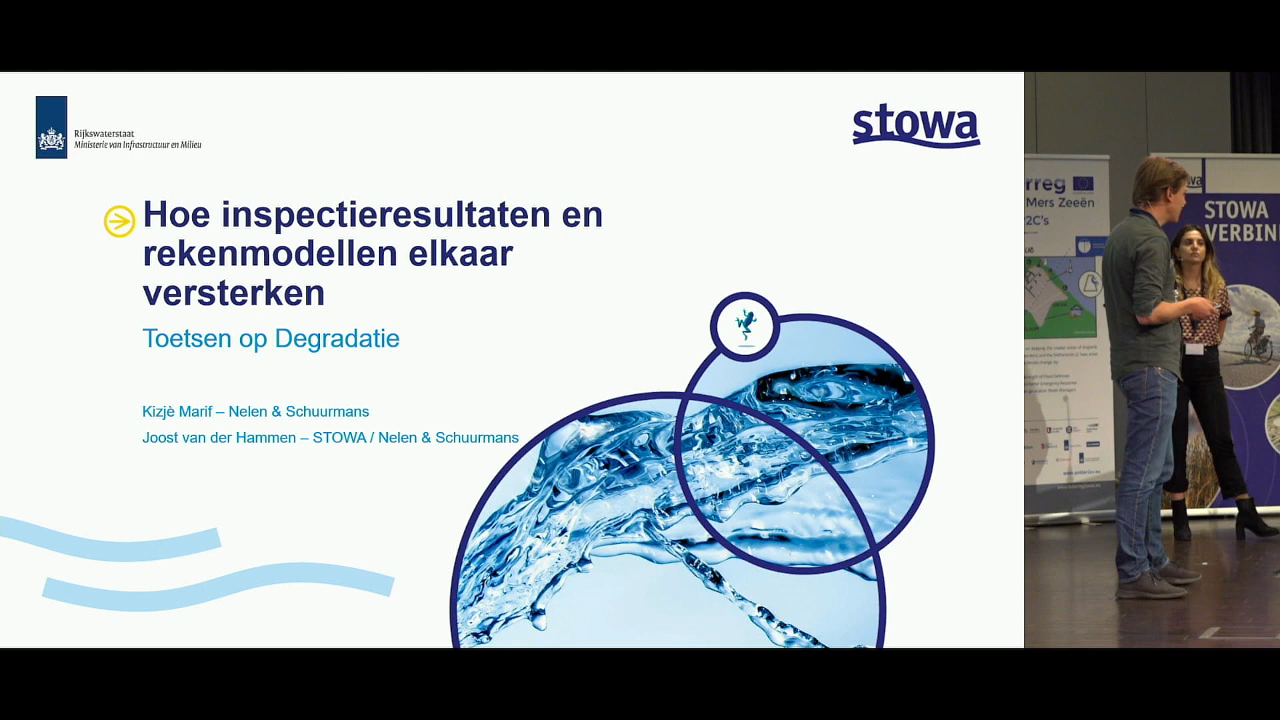 Rijkswaterstaat
Ministerie van Infrastructuur en Milieu
stowa
Hoe inspectieresultaten en
rekenmodellen elkaar
versterken
Toetsen op Degradatie
Kizjè Marif – Nelen & Schuurmans
Joost van der Hammen – STOWA / Nelen & Schuurmans
rreg
Mers Zeeën
2C's
STOWA
VERBIN